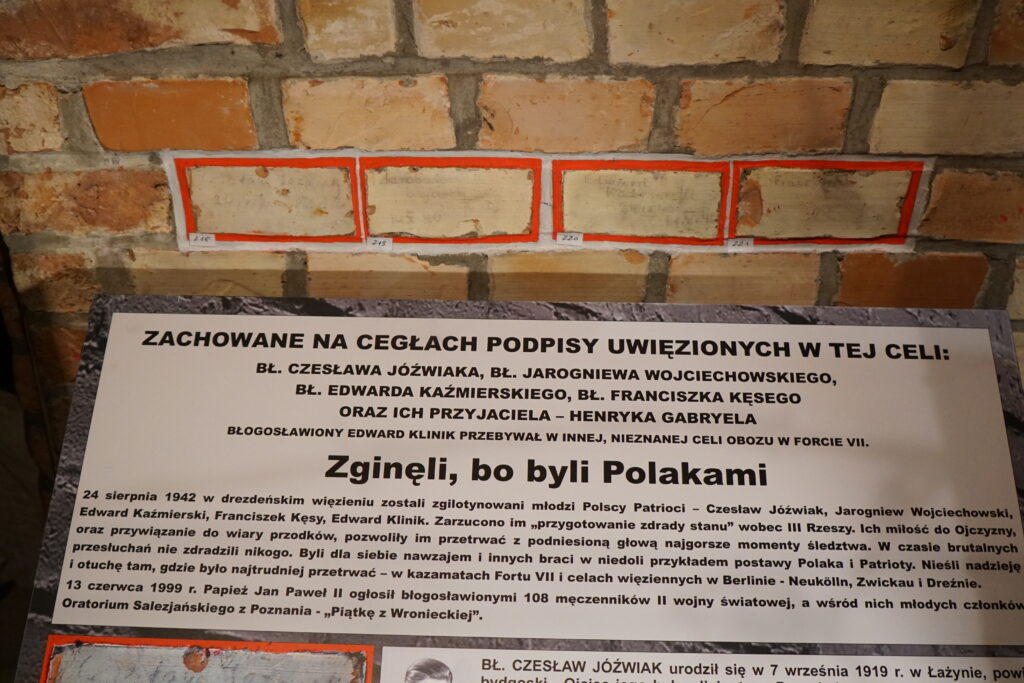 218
219
220
221
ZACHOWANE NA CEGŁACH PODPISY UWIĘZIONYCH W TEJ CELI:
BŁ. CZESŁAWA JÓŹWIAKA, BŁ. JAROGNIEWA WOJCIECHOWSKIEGO,
BŁ. EDWARDA KAŹMIERSKIEGO, BŁ. FRANCISZKA KĘSEGO
ORAZ ICH PRZYJACIELA – HENRYKA GABRYELA
BŁOGOSŁAWIONY EDWARD KLINIK PRZEBYWAŁ W INNEJ, NIEZNANEJ CELI OBOZU W FORCIE VII.
Zginęli, bo byli Polakami
24 sierpnia 1942 w drezdeńskim więzieniu zostali zgilotynowani młodzi Polscy Patrioci – Czesław Jóźwiak, Jarogniew Wojciechowski,
Edward Kaźmierski, Franciszek Kęsy, Edward Klinik. Zarzucono im „przygotowanie zdrady stanu” wobec III Rzeszy. Ich miłość do Ojczyzny,
oraz przywiązanie do wiary przodków, pozwoliły im przetrwać z podniesioną głową najgorsze momenty śledztwa. W czasie brutalnych
przesłuchań nie zdradzili nikogo. Byli dla siebie nawzajem i innych braci w niedoli przykładem postawy Polaka i Patrioty. Nieśli nadzieję
i otuchę tam, gdzie było najtrudniej przetrwać – w kazamatach Fortu VII i celach więziennych w Berlinie - Neukölln, Zwickau i Dreźnie.
13 czerwca 1999 r. Papież Jan Paweł II ogłosił błogosławionymi 108 męczenników II wojny światowej, a wśród nich młodych członków
Oratorium Salezjańskiego z Poznania - „Piątkę z Wronieckiej”.
BŁ. CZESŁAW JÓŹWIAK urodził się w 7 września 1919 r. w Łażynie,